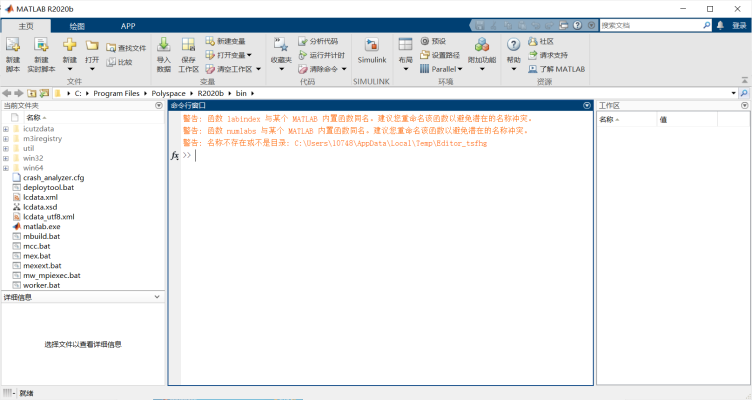 MATLAB R2020b
主页
绘图
APP
搜索文档
登录
新建
脚本
新建
实时脚本
新建
打开
查找文件
比较
文件
导入
数据
保存
工作区
新建变量
打开变量
清空工作区
变量
收藏夹
分析代码
运行并计时
清除命令
代码
Simulink
SIMULINK
布局
预设
设置路径
Parallel
环境
附加功能
帮助
社区
请求支持
了解 MATLAB
资源
C: Program Files Polyspace R2020b bin
当前文件夹
名称
icutzdata
m3iregistry
util
win32
win64
crash_analyzer.cfg
deploytool.bat
lcdata.xml
lcdata.xsd
lcdata_utf8.xml
matlab.exe
mbuild.bat
mcc.bat
mex.bat
mexext.bat
mw_mpiexec.bat
worker.bat
详细信息
选择文件以查看详细信息
命令行窗口
警告: 函数 labindex 与某个 MATLAB 内置函数同名。建议您重命名该函数以避免潜在的名称冲突。
警告: 函数 numlabs 与某个 MATLAB 内置函数同名。建议您重命名该函数以避免潜在的名称冲突。
警告: 名称不存在或不是目录: C:\Users\10748\AppData\Local\Temp\Editor_tsfhg
fx >>
工作区
名称
值
就绪